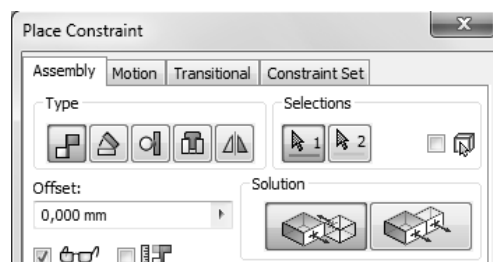 Place Constraint
Assembly Motion Transitional Constraint Set
Type
Selections
1 2
Offset:
Solution
0,000 mm